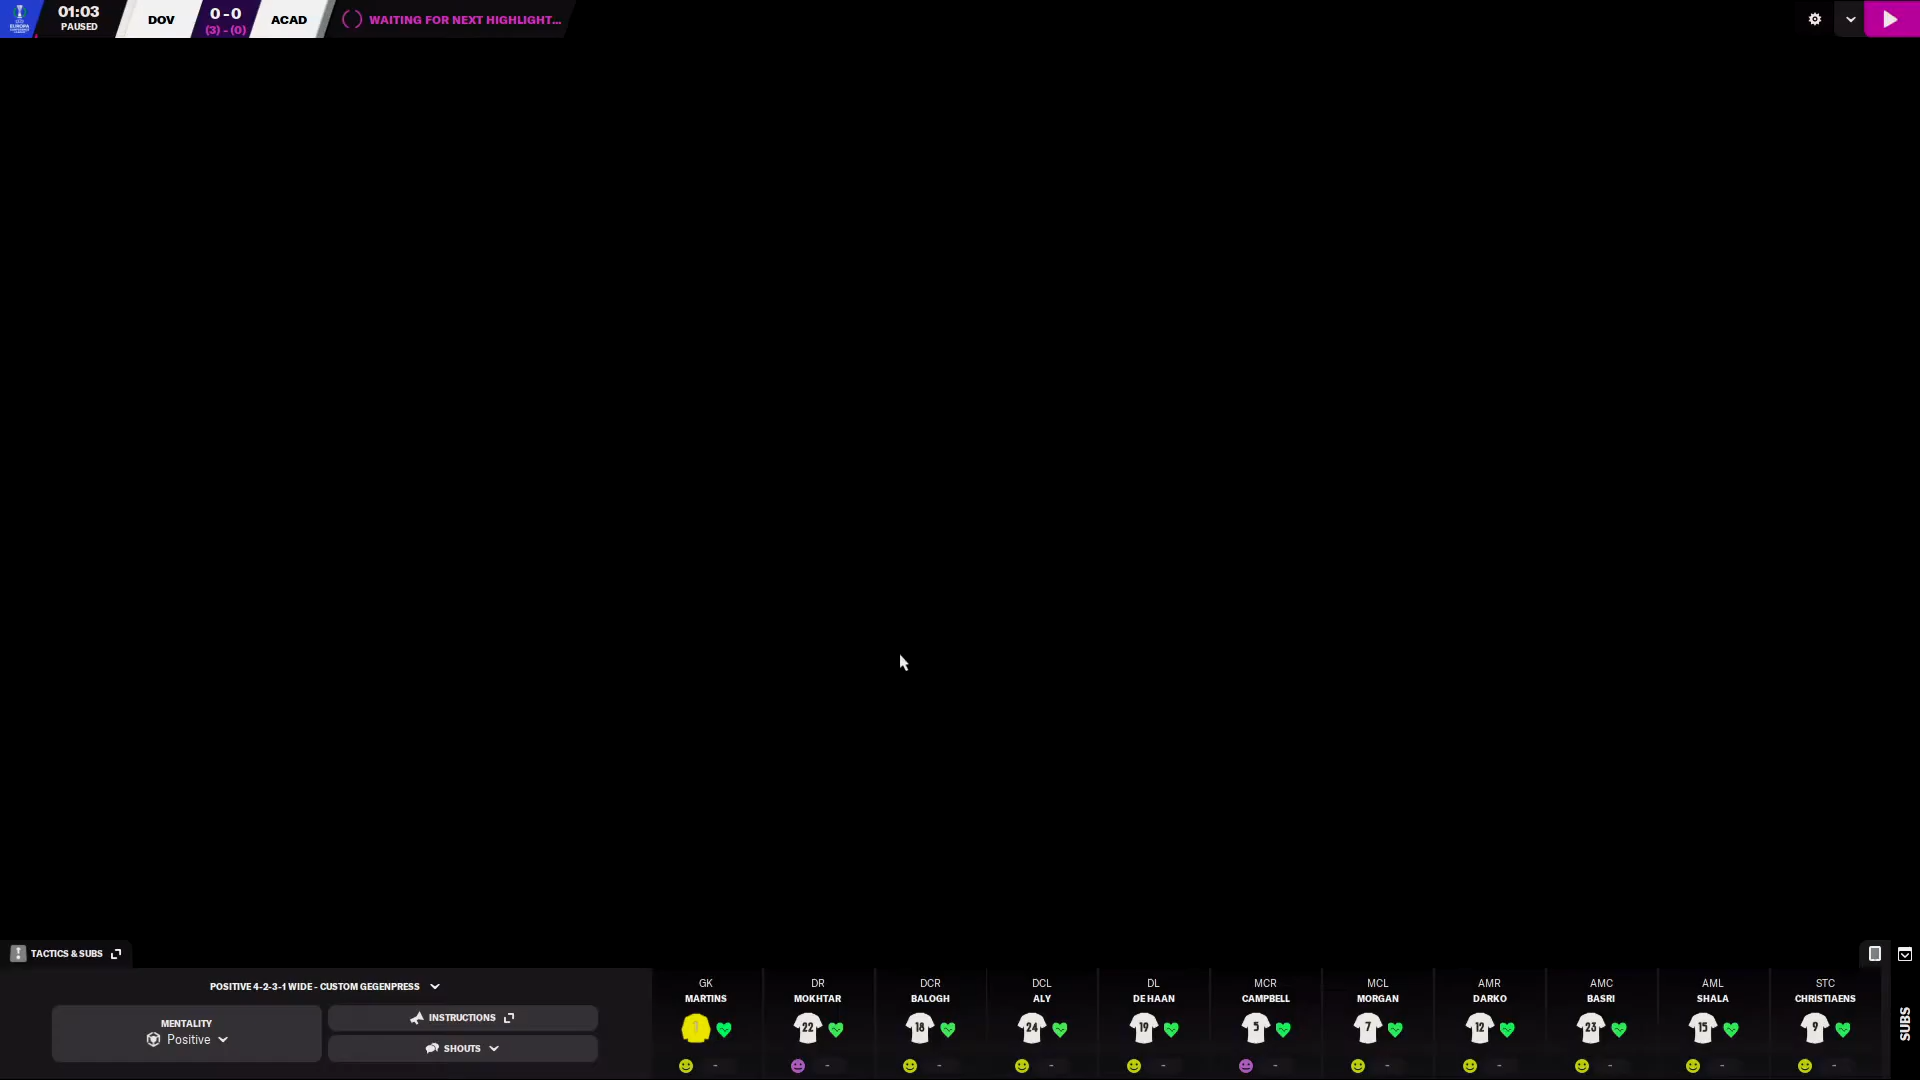 01:03
PAUSED
DOV
0 - 0
(3) - (0)
ACAD
WAITING FOR NEXT HIGHLIGHT...
TACTICS & SUBS
POSITIVE 4-2-3-1 WIDE - CUSTOM GEGENPRESS
MENTALITY
Positive
INSTRUCTIONS
SHOUTS
GK DR DCR DCL DL MCR MCL AMR AMC AML STC
MARTINS MOKHTAR BALOGH ALY DE HAAN CAMPBELL MORGAN DARKO BASRI SHALA CHRISTIAENS
1 22 18 24 19 5 7 12 23 15 9
- - - - - - - - - - -
SUBS